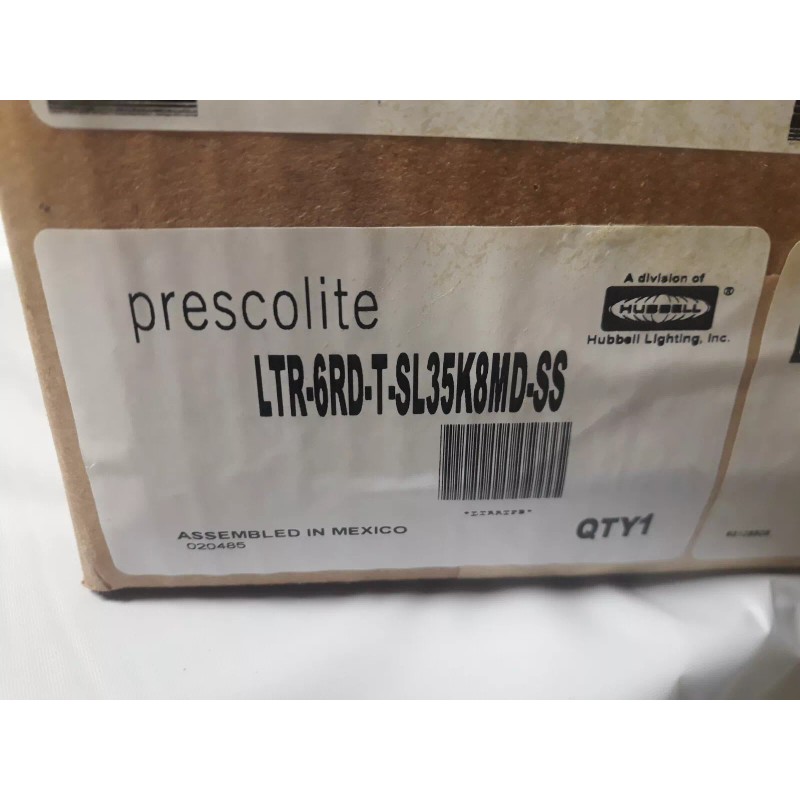 prescolite
A division of
HUBBELL®
Hubbell Lighting, Inc.
LTR-6RD-T-SL35K8MD-SS
ASSEMBLED IN MEXICO
020485
QTY1